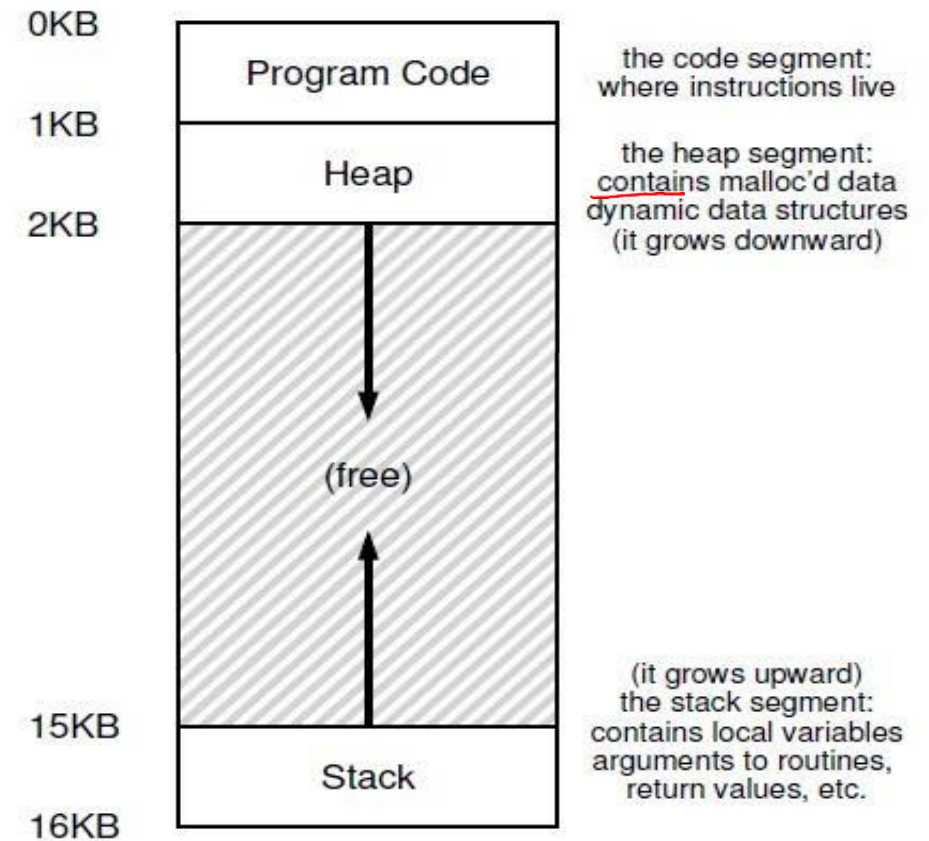 0KB
Program Code
the code segment:
where instructions live
1KB
Heap
the heap segment:
contains malloc'd data
dynamic data structures
(it grows downward)
2KB
(free)
(it grows upward)
the stack segment:
contains local variables
arguments to routines,
return values, etc.
15KB
Stack
16KB